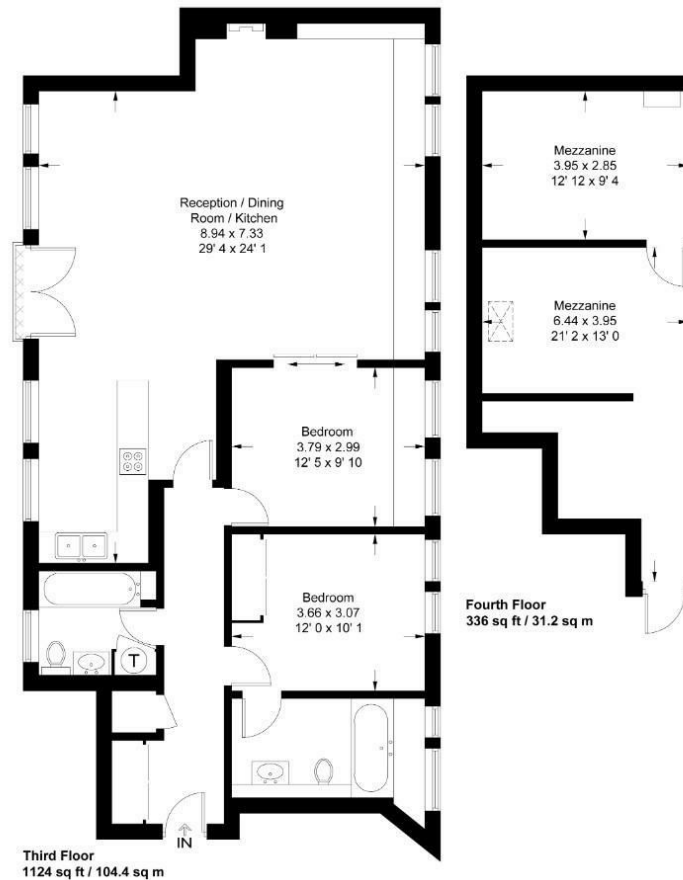 Reception / Dining
Room / Kitchen
8.94 x 7.33
29' 4 x 24' 1
Mezzanine
3.95 x 2.85
12' 12 x 9' 4
Mezzanine
6.44 x 3.95
21' 2 x 13' 0
Bedroom
3.79 x 2.99
12' 5 x 9' 10
Bedroom
3.66 x 3.07
12' 0 x 10' 1
T
IN
Fourth Floor
336 sq ft / 31.2 sq m
Third Floor
1124 sq ft / 104.4 sq m